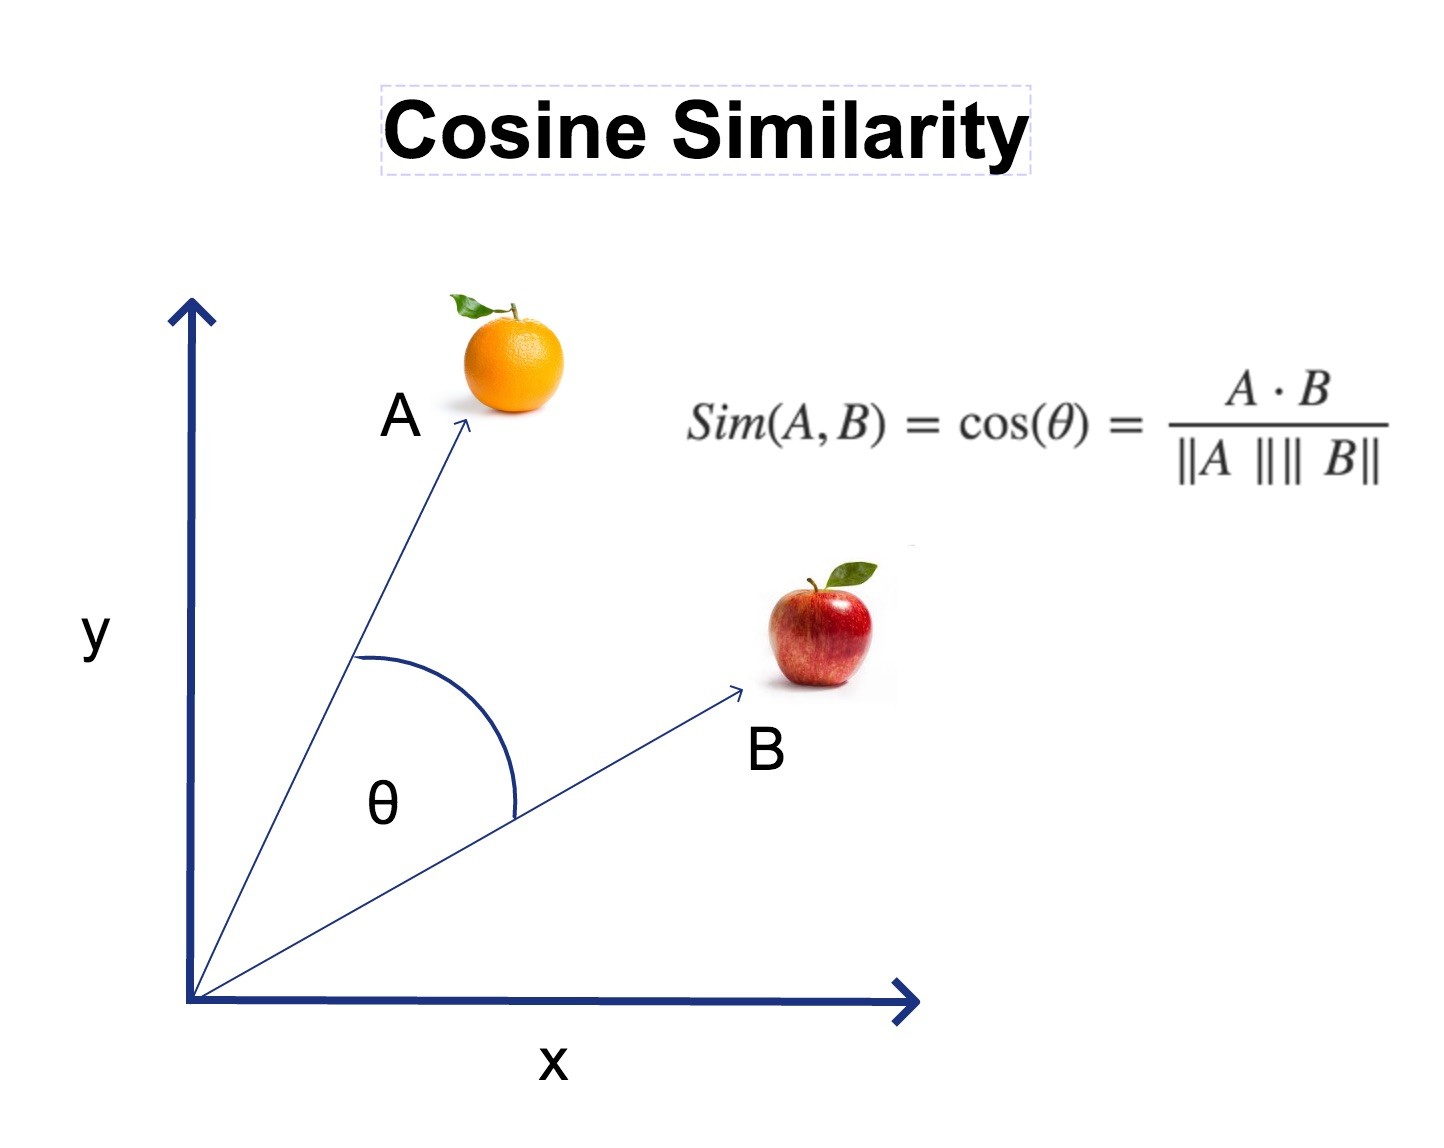 Cosine Similarity
A
Sim(A, B) = cos(θ) = A · B / ‖A ‖‖ B‖
y
B
θ
x